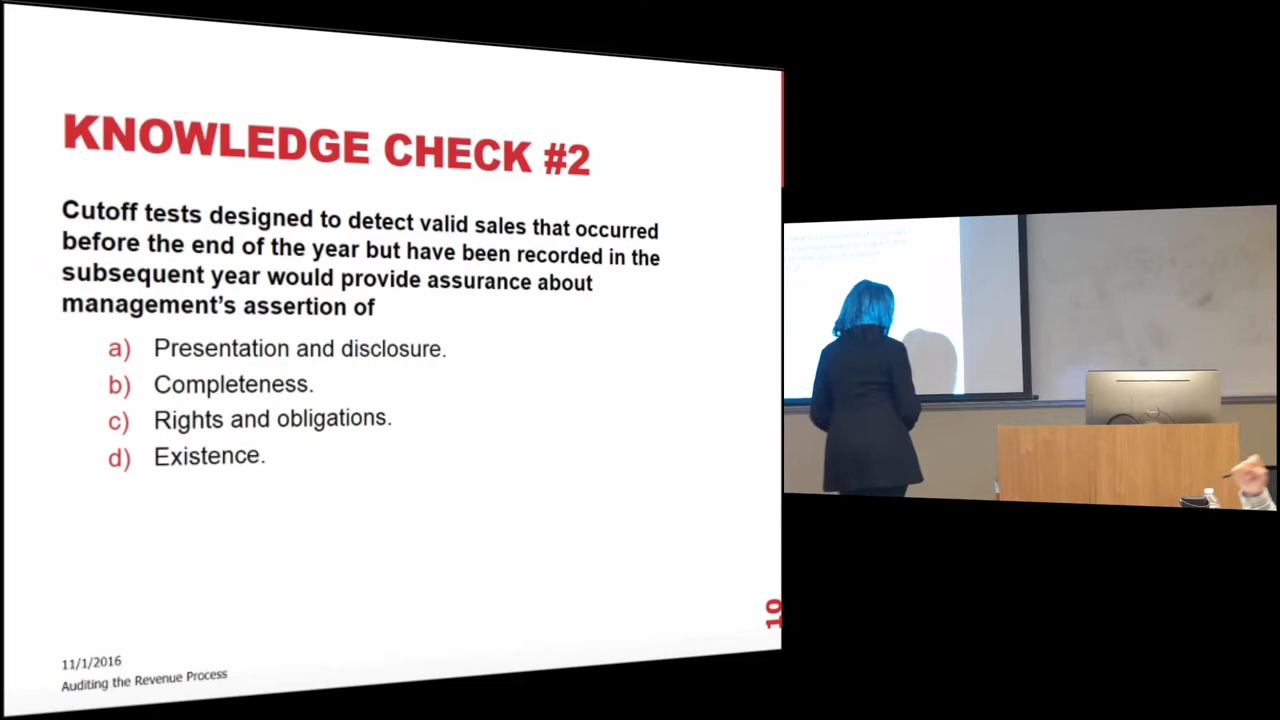 KNOWLEDGE CHECK #2
Cutoff tests designed to detect valid sales that occurred
before the end of the year but have been recorded in the
subsequent year would provide assurance about
management's assertion of
a) Presentation and disclosure.
b) Completeness.
c) Rights and obligations.
d) Existence.
10
11/1/2016
Auditing the Revenue Process